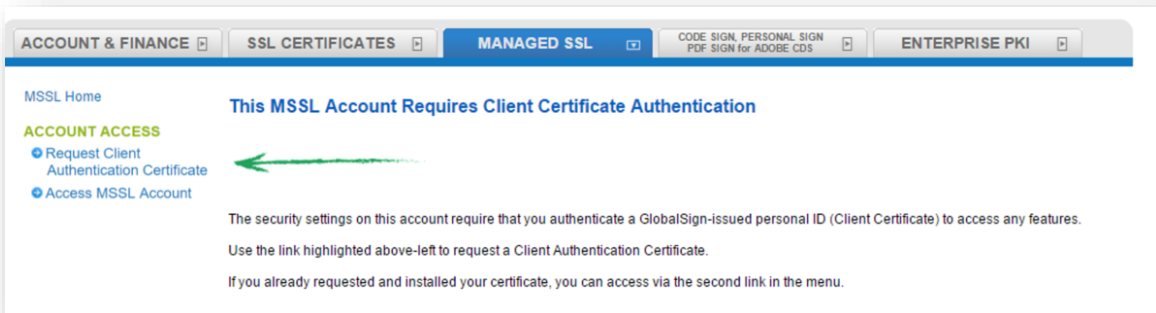 ACCOUNT & FINANCE
SSL CERTIFICATES
MANAGED SSL
CODE SIGN, PERSONAL SIGN
PDF SIGN for ADOBE CDS
ENTERPRISE PKI
MSSL Home
ACCOUNT ACCESS
Request Client
Authentication Certificate
Access MSSL Account
This MSSL Account Requires Client Certificate Authentication
The security settings on this account require that you authenticate a GlobalSign-issued personal ID (Client Certificate) to access any features.
Use the link highlighted above-left to request a Client Authentication Certificate.
If you already requested and installed your certificate, you can access via the second link in the menu.